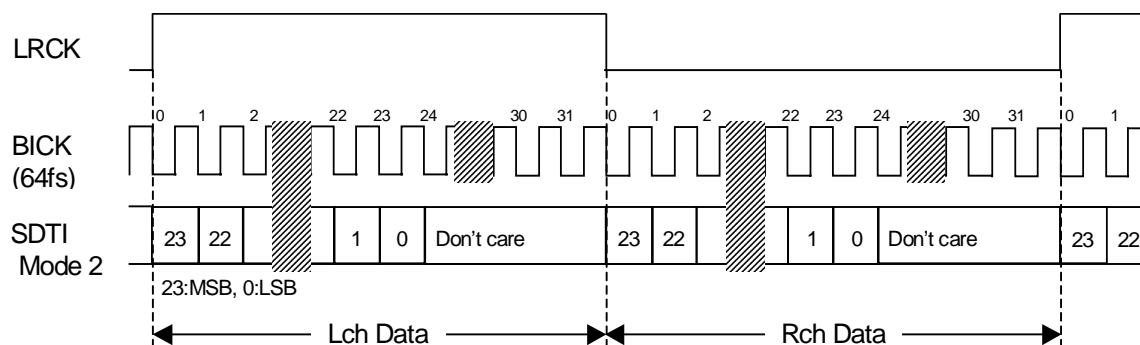 LRCK
0 1 2 22 23 24 30 31 0 1 2 22 23 24 30 31 0 1
BICK
(64fs)
SDTI
Mode 2
23 22 1 0 Don't care 23 22 1 0 Don't care 23 22
23:MSB, 0:LSB
Lch Data Rch Data